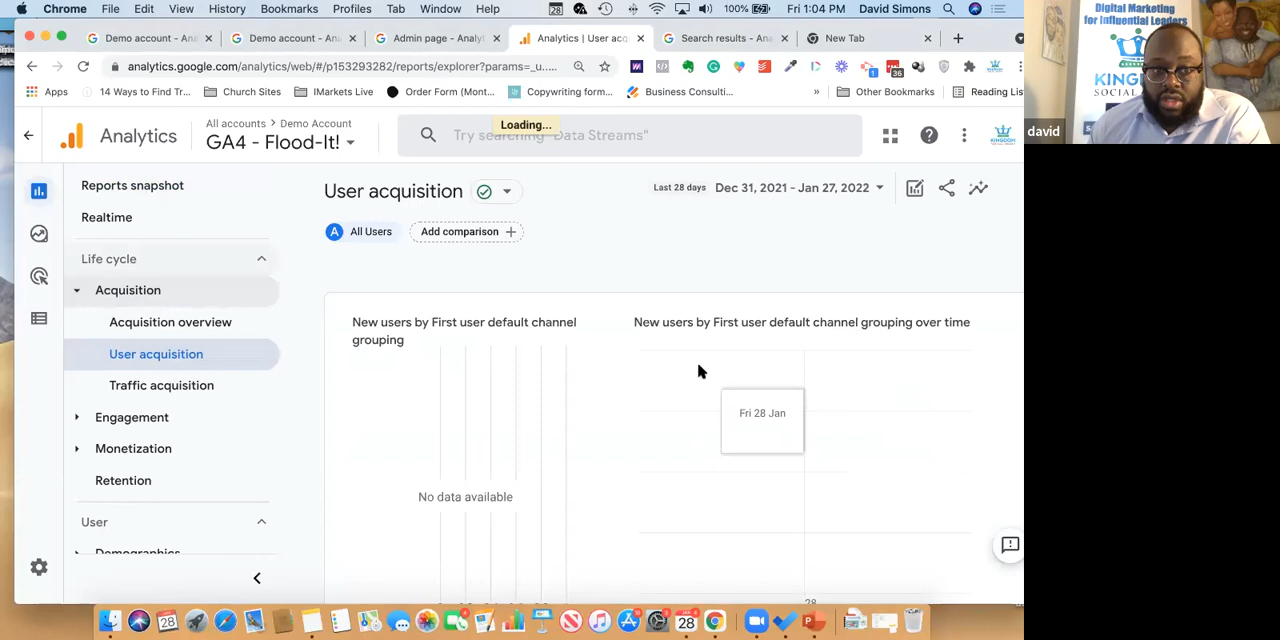 Chrome File Edit View History Bookmarks Profiles Tab Window Help 28 100% Fri 1:04 PM David Simons
Demo account - Ana
Demo account - Ana
Admin page - Analyt
Analytics | User acq
Search results - Ana
New Tab
analytics.google.com/analytics/web/#/p153293282/reports/explorer?params=_u....
1
36
Apps
14 Ways to Find Tr...
Church Sites
IMarkets Live
Order Form (Mont...
Copywriting form...
Business Consulti...
»
Other Bookmarks
Reading List
Analytics
All accounts > Demo Account
GA4 - Flood-It!
Try searching "Data Streams"
Loading...
Reports snapshot
Realtime
Life cycle
Acquisition
Acquisition overview
User acquisition
Traffic acquisition
Engagement
Monetization
Retention
User
Demographics
User acquisition
Last 28 days
Dec 31, 2021 - Jan 27, 2022
A
All Users
Add comparison +
New users by First user default channel
grouping
No data available
New users by First user default channel grouping over time
Fri 28 Jan
28
Digital Marketing
for Influential Leaders
david